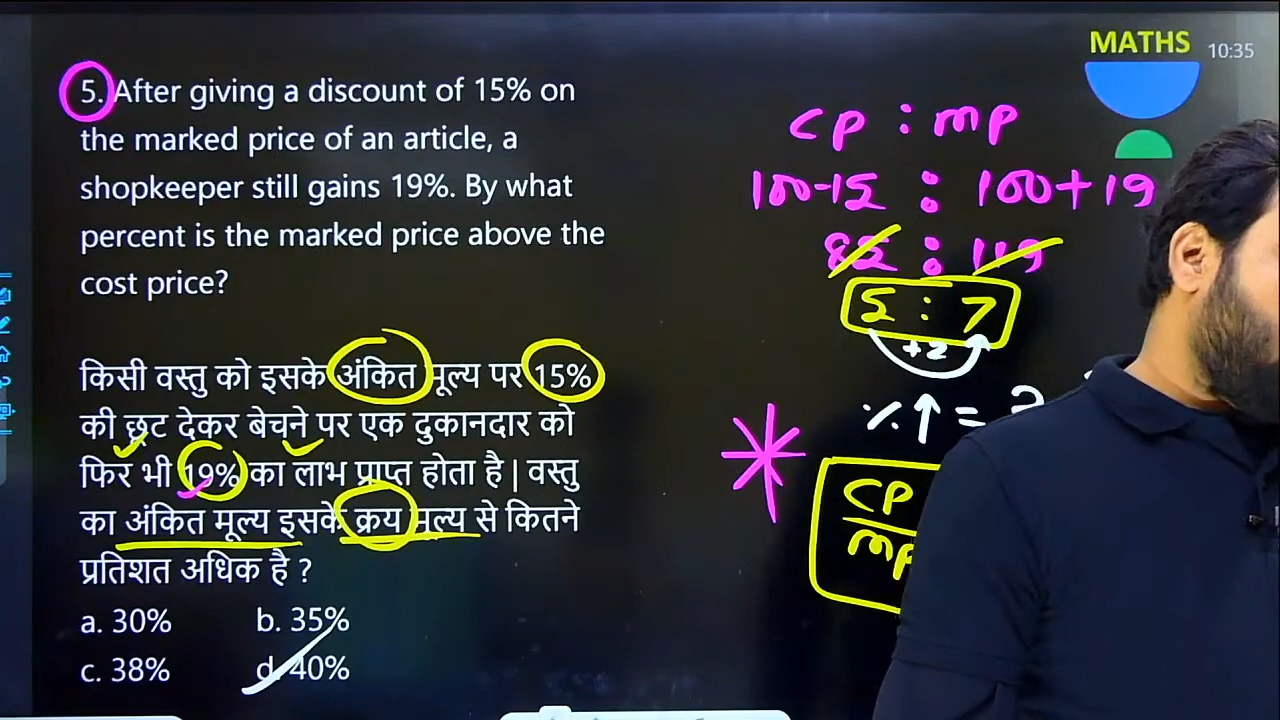 MATHS
10:35
5. After giving a discount of 15% on
the marked price of an article, a
shopkeeper still gains 19%. By what
percent is the marked price above the
cost price?
किसी वस्तु को इसके अंकित मूल्य पर 15%
की छूट देकर बेचने पर एक दुकानदार को
फिर भी 19% का लाभ प्राप्त होता है | वस्तु
का अंकित मूल्य इसके क्रय मूल्य से कितने
प्रतिशत अधिक है ?
a. 30% b. 35%
c. 38% d. 40%
CP : MP
100-15 : 100+19
85 : 119
5 : 7
+2
% ↑ =
CP
MP